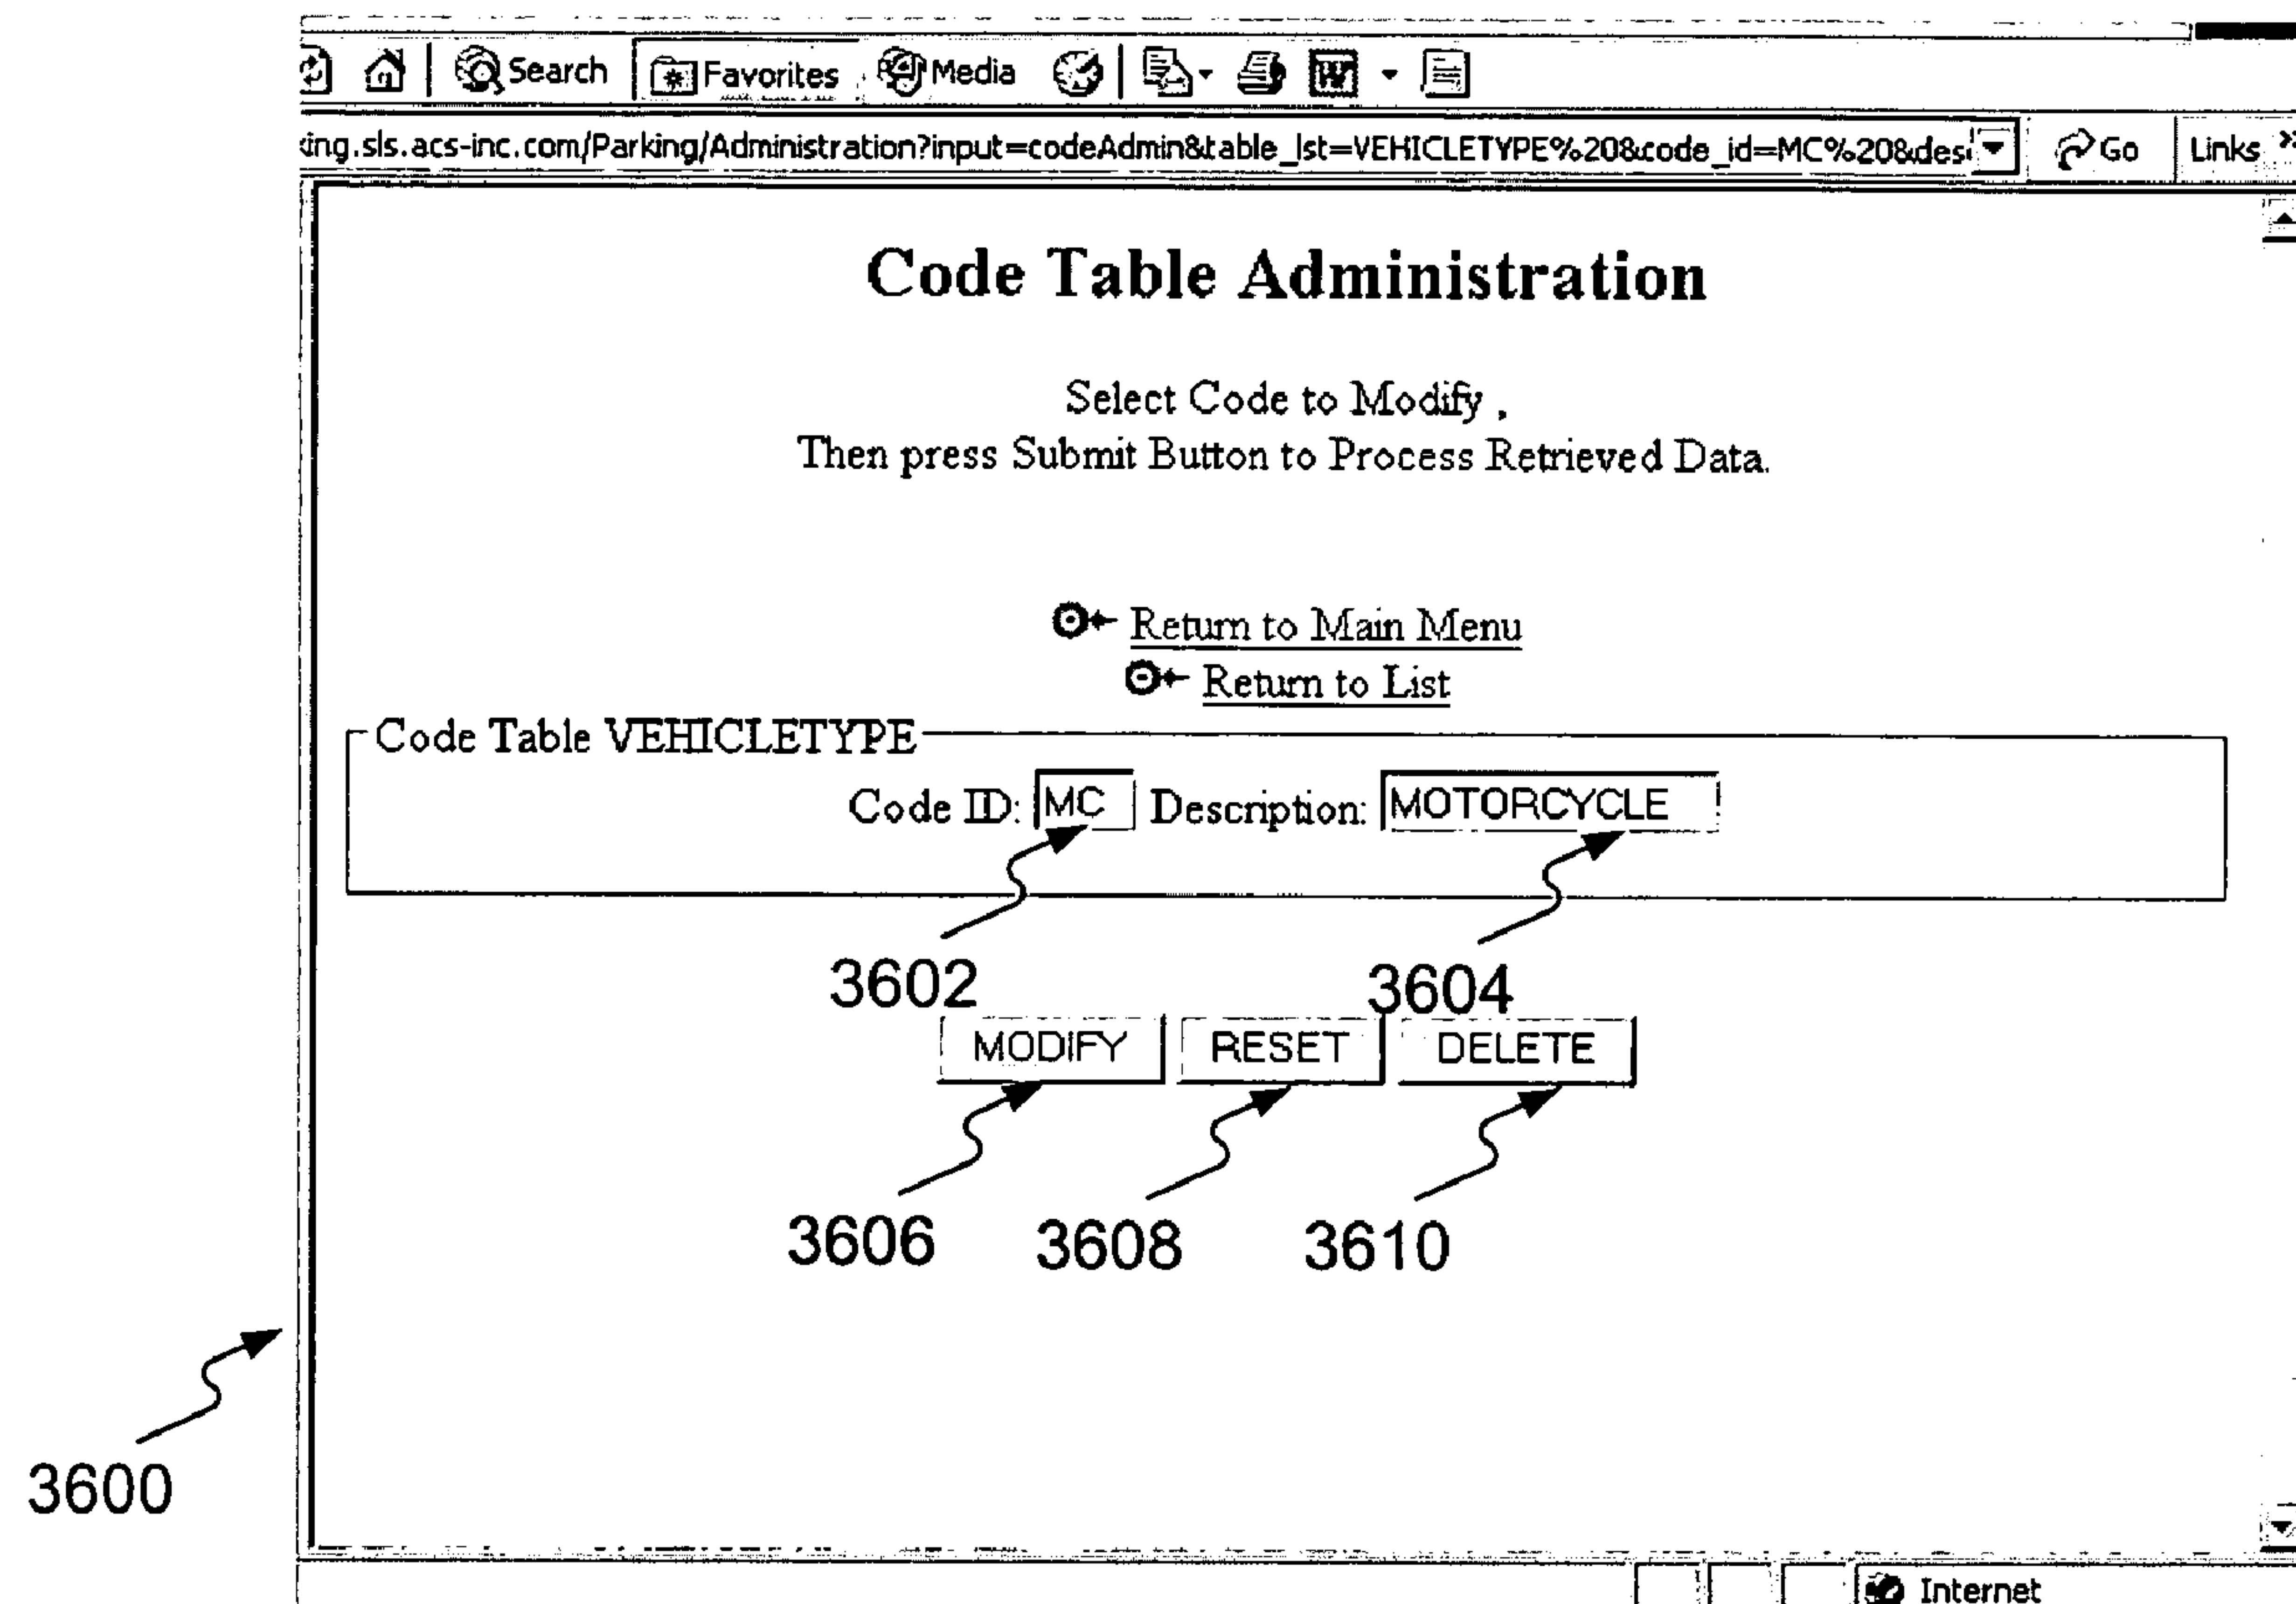 Search Favorites Media
king.sls.acs-inc.com/Parking/Administration?input=codeAdmin&table_lst=VEHICLETYPE%20&code_id=MC%20&des Go Links »
Code Table Administration
Select Code to Modify ,
Then press Submit Button to Process Retrieved Data.
Return to Main Menu
Return to List
Code Table VEHICLETYPE
Code ID: MC Description: MOTORCYCLE
3602 3604
MODIFY RESET DELETE
3606 3608 3610
3600
Internet